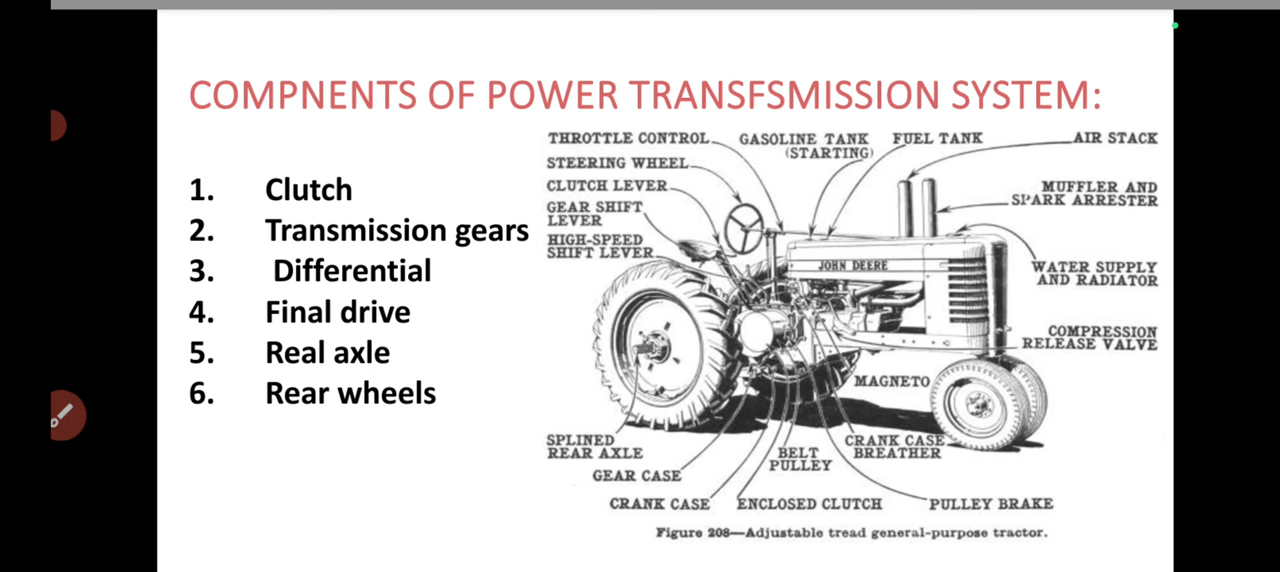 COMPNENTS OF POWER TRANSFSMISSION SYSTEM:
1. Clutch
2. Transmission gears
3. Differential
4. Final drive
5. Real axle
6. Rear wheels
THROTTLE CONTROL
GASOLINE TANK
(STARTING)
FUEL TANK
AIR STACK
STEERING WHEEL
CLUTCH LEVER
GEAR SHIFT
LEVER
HIGH-SPEED
SHIFT LEVER
MUFFLER AND
SPARK ARRESTER
JOHN DEERE
WATER SUPPLY
AND RADIATOR
COMPRESSION
RELEASE VALVE
MAGNETO
SPLINED
REAR AXLE
GEAR CASE
CRANK CASE
BELT
PULLEY
ENCLOSED CLUTCH
CRANK CASE
BREATHER
PULLEY BRAKE
Figure 208—Adjustable tread general-purpose tractor.